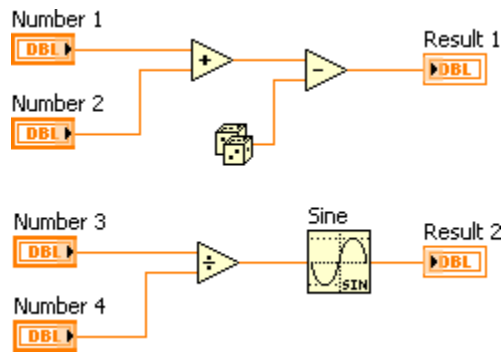 Number 1
DBL
+
-
Result 1
DBL
Number 2
DBL
Number 3
DBL
÷
Sine
SIN
Result 2
DBL
Number 4
DBL